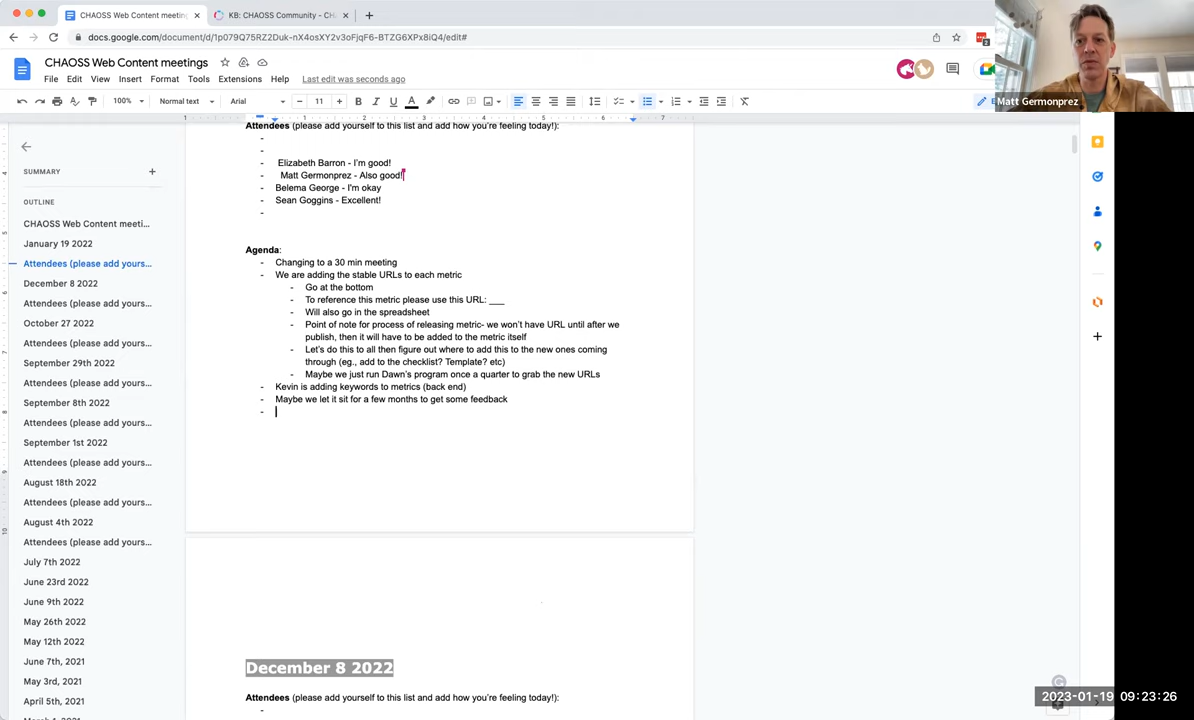 CHAOSS Web Content meeting
KB: CHAOSS Community - CH
docs.google.com/document/d/1p079Q75RZ2Duk-nX4osXY2v3oFjqF6-BTZG6XPx8iQ4/edit#
CHAOSS Web Content meetings
File Edit View Insert Format Tools Extensions Help Last edit was seconds ago
100% Normal text Arial 11
Matt Germonprez
SUMMARY
OUTLINE
CHAOSS Web Content meeti...
January 19 2022
Attendees (please add yours...
December 8 2022
Attendees (please add yours...
October 27 2022
Attendees (please add yours...
September 29th 2022
Attendees (please add yours...
September 8th 2022
Attendees (please add yours...
September 1st 2022
Attendees (please add yours...
August 18th 2022
Attendees (please add yours...
August 4th 2022
Attendees (please add yours...
July 7th 2022
June 23rd 2022
June 9th 2022
May 26th 2022
May 12th 2022
June 7th, 2021
May 3rd, 2021
April 5th, 2021
Attendees (please add yourself to this list and add how you're feeling today!):
-
-
- Elizabeth Barron - I'm good!
- Matt Germonprez - Also good!
- Belema George - I'm okay
- Sean Goggins - Excellent!
-
Agenda:
- Changing to a 30 min meeting
- We are adding the stable URLs to each metric
- Go at the bottom
- To reference this metric please use this URL: ___
- Will also go in the spreadsheet
- Point of note for process of releasing metric- we won't have URL until after we
publish, then it will have to be added to the metric itself
- Let's do this to all then figure out where to add this to the new ones coming
through (eg., add to the checklist? Template? etc)
- Maybe we just run Dawn's program once a quarter to grab the new URLs
- Kevin is adding keywords to metrics (back end)
- Maybe we let it sit for a few months to get some feedback
-
December 8 2022
Attendees (please add yourself to this list and add how you're feeling today!):
-
2023-01-19 09:23:26